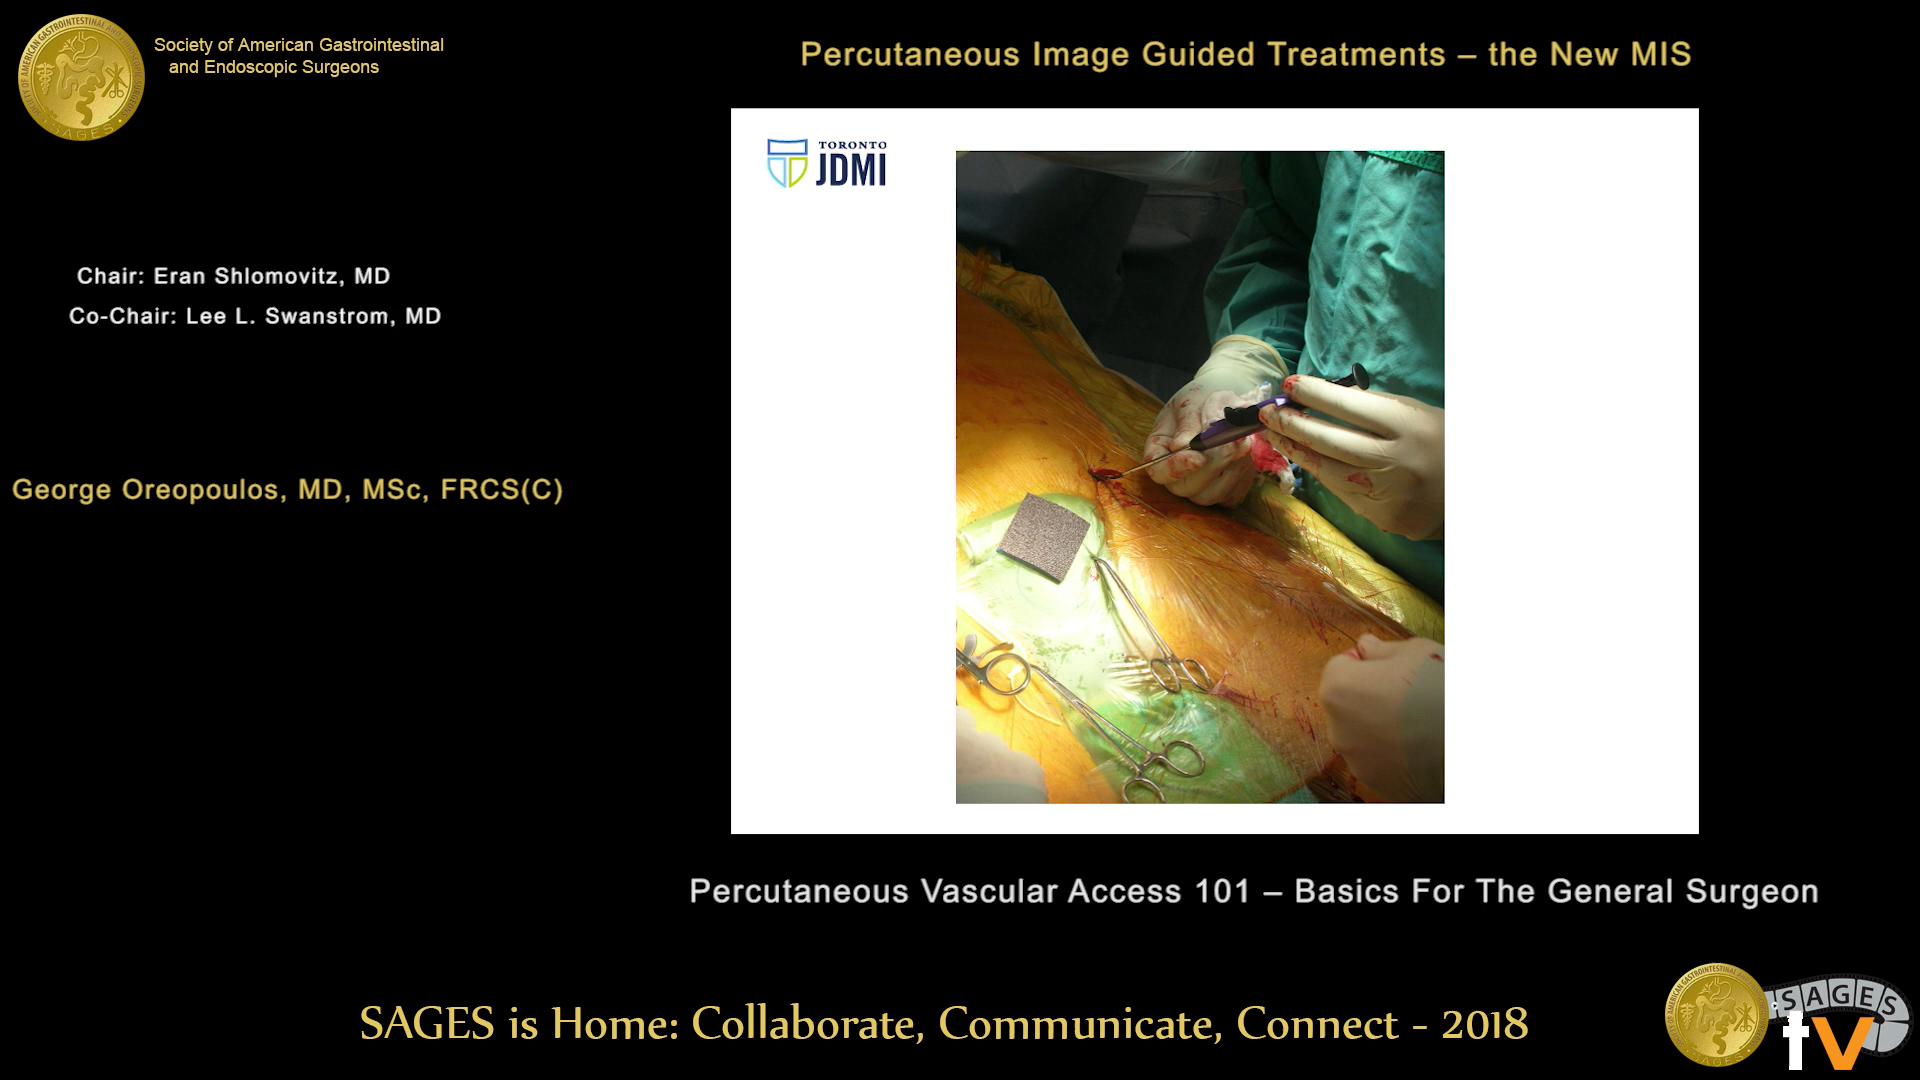 Society of American Gastrointestinal
and Endoscopic Surgeons
SAGES
Percutaneous Image Guided Treatments – the New MIS
TORONTO
JDMI
Chair: Eran Shlomovitz, MD
Co-Chair: Lee L. Swanstrom, MD
George Oreopoulos, MD, MSc, FRCS(C)
Percutaneous Vascular Access 101 – Basics For The General Surgeon
SAGES is Home: Collaborate, Communicate, Connect - 2018
SAGES
tv